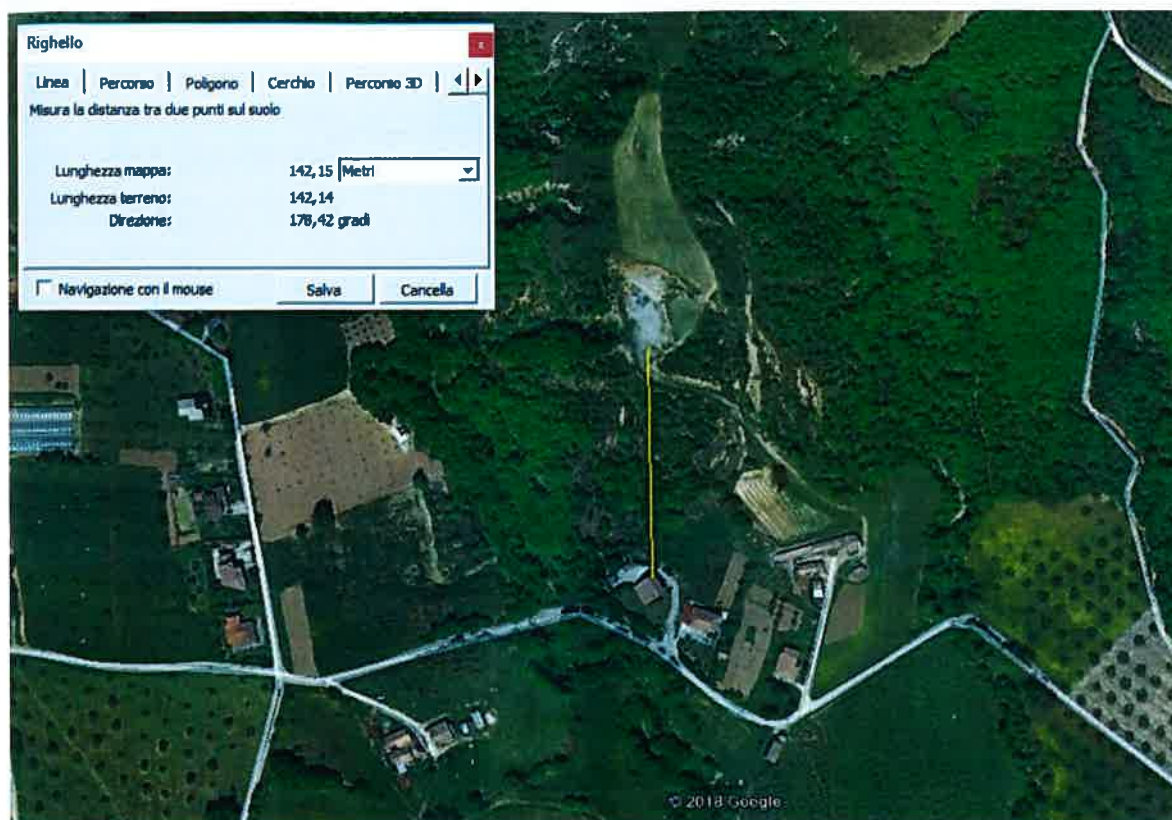 Righello
x
Linea Percorso Poligono Cerchio Percorso 3D
Misura la distanza tra due punti sul suolo
Lunghezza mappa: 142,15 Metri
Lunghezza terreno: 142,14
Direzione: 178,42 gradi
Navigazione con il mouse Salva Cancella
© 2018 Google